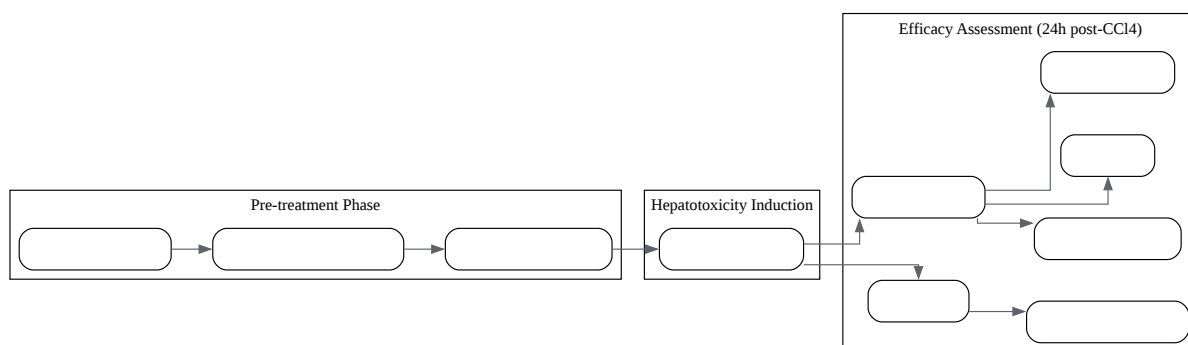 Efficacy Assessment (24h post-CCl4)
Pre-treatment Phase
Hepatotoxicity Induction